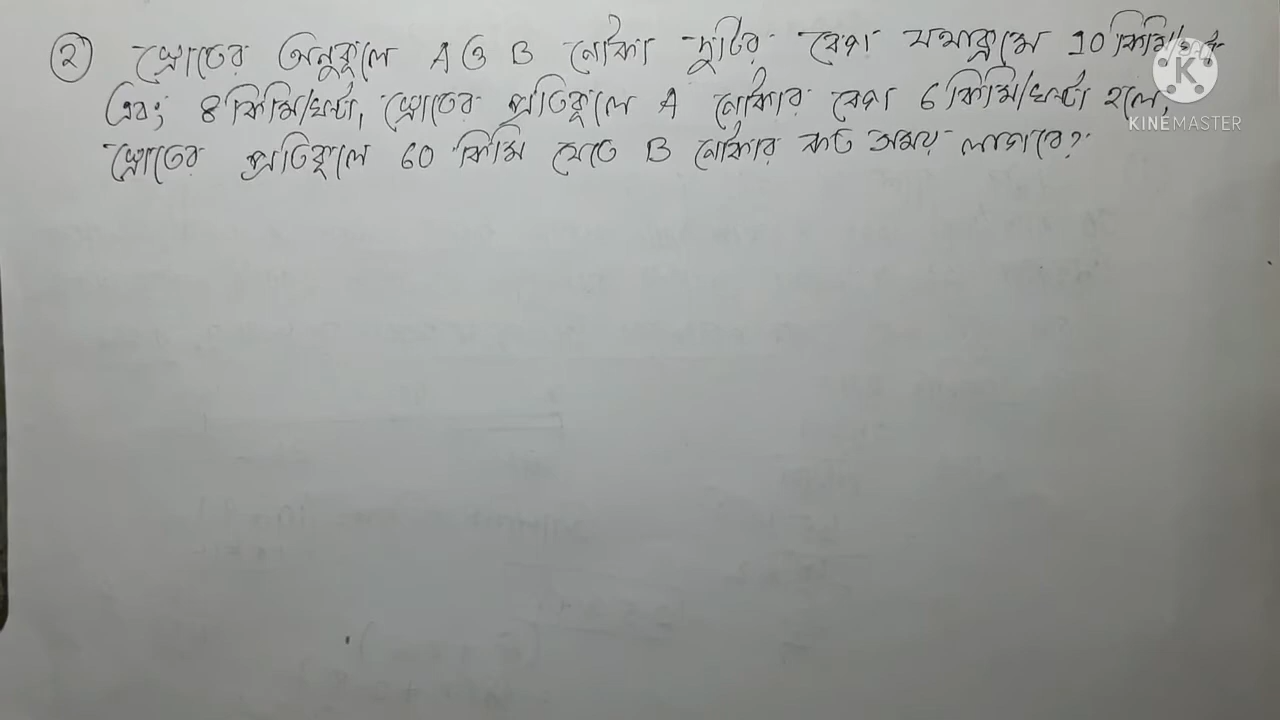 ② স্রোতের অনুকূলে A ও B নৌকা দুটির বেগ যথাক্রমে 10 কিমি/ঘন্টা
এবং 8 কিমি/ঘন্টা, স্রোতের প্রতিকূলে A নৌকার বেগ 6 কিমি/ঘন্টা হলে,
স্রোতের প্রতিকূলে 60 কিমি যেতে B নৌকার কত সময় লাগবে?
K
KINEMASTER